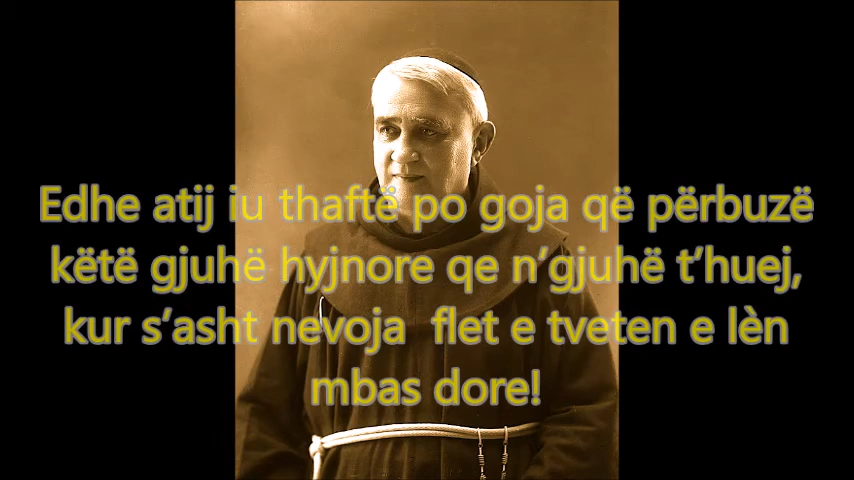 Edhe atij iu thaftë po goja që përbuzë
këtë gjuhë hyjnore qe n’gjuhë t’huej,
kur s’asht nevoja flet e tveten e lèn
mbas dore!